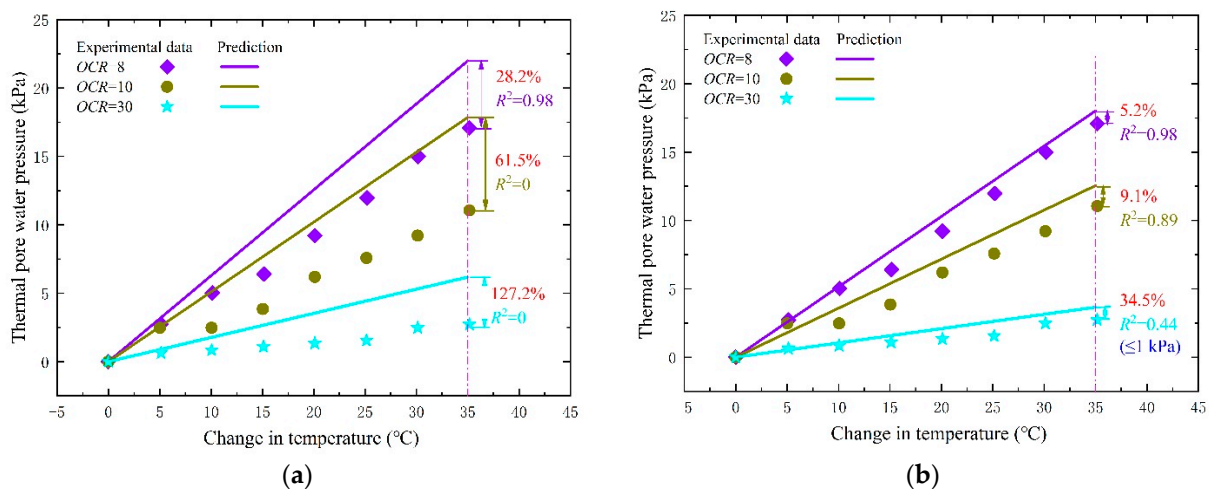 25
20
15
10
5
0
Thermal pore water pressure (kPa)
Experimental data Prediction
OCR 8
OCR=10
OCR=30
28.2%
R²=0.98
61.5%
R²=0
127.2%
R²=0
−5 0 5 10 15 20 25 30 35 40 45
Change in temperature (℃)
(a)
25
20
15
10
5
0
Thermal pore water pressure (kPa)
Experimental data Prediction
OCR=8
OCR=10
OCR=30
5.2%
R²=0.98
9.1%
R²=0.89
34.5%
R²=0.44
(≤1 kPa)
5 0 5 10 15 20 25 30 35 40 45
Change in temperature (℃)
(b)